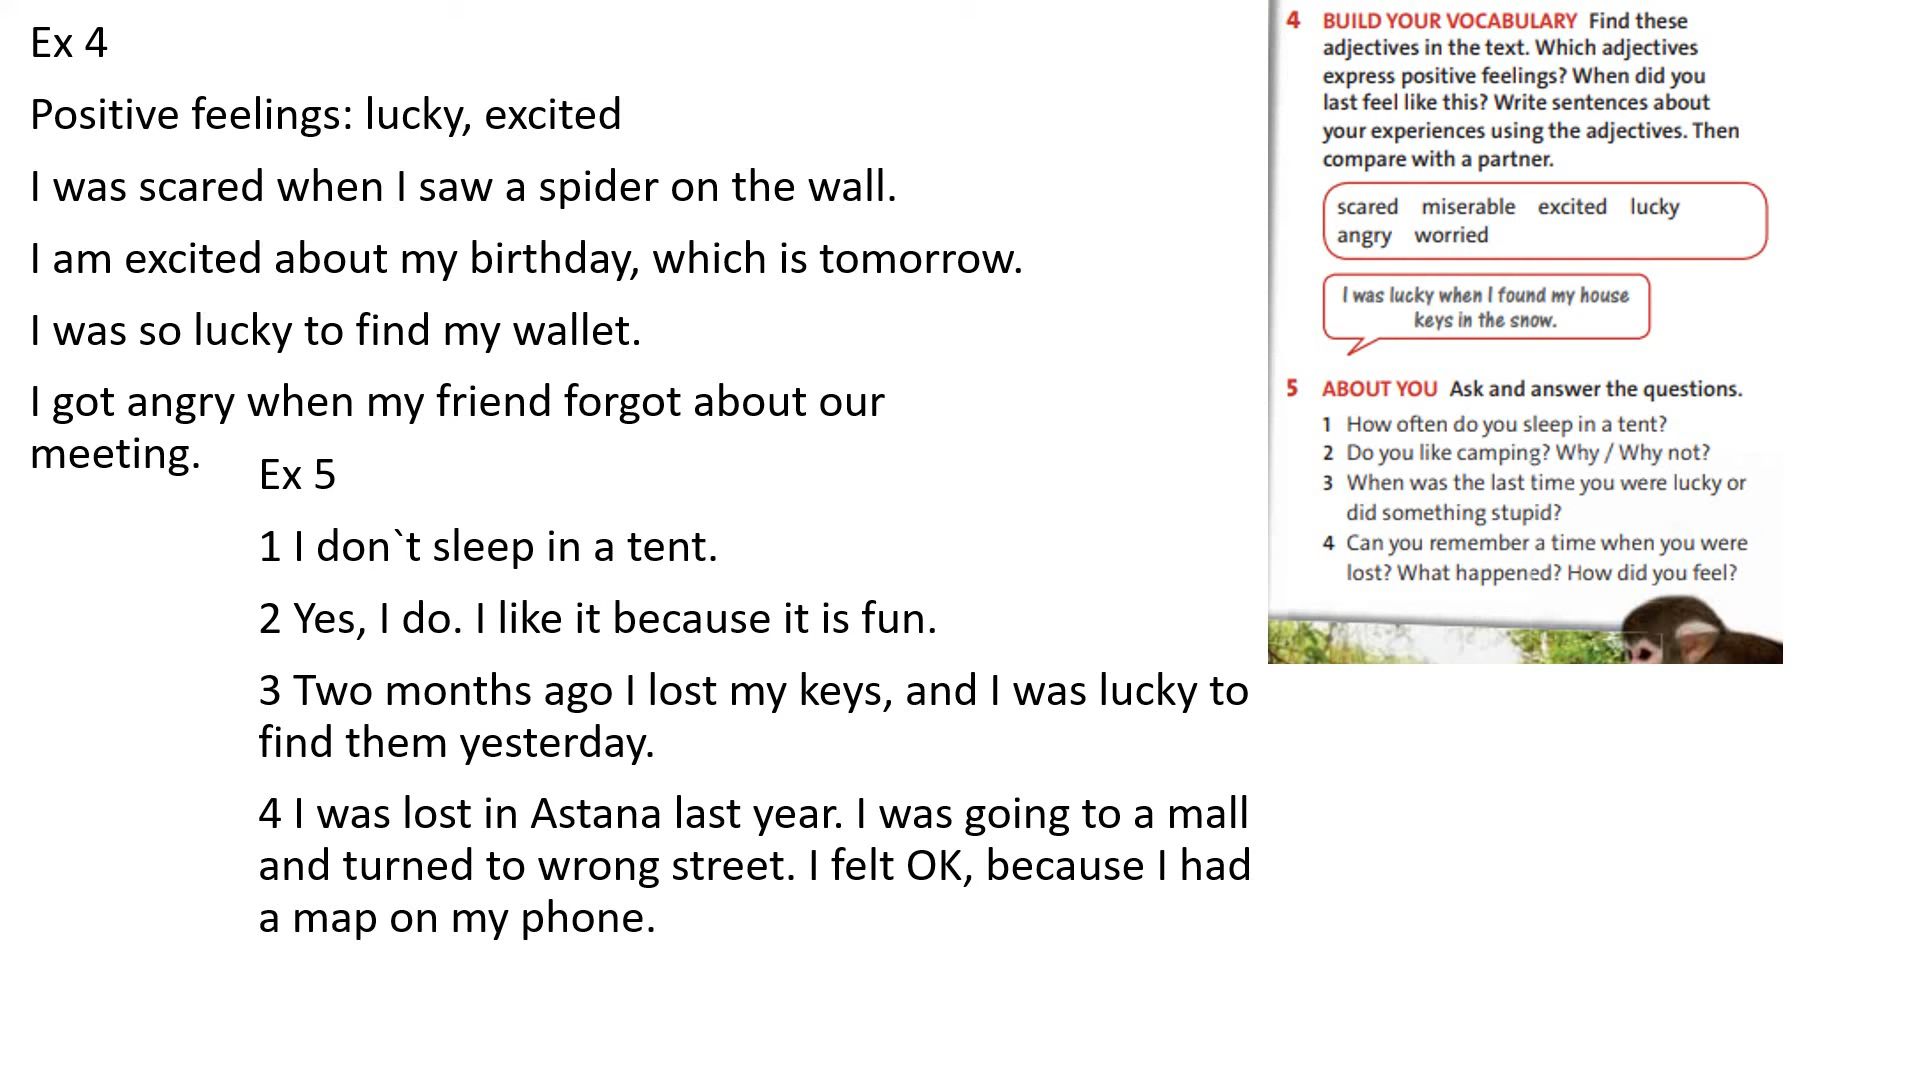 Ex 4
Positive feelings: lucky, excited
I was scared when I saw a spider on the wall.
I am excited about my birthday, which is tomorrow.
I was so lucky to find my wallet.
I got angry when my friend forgot about our
meeting.
Ex 5
1 I don`t sleep in a tent.
2 Yes, I do. I like it because it is fun.
3 Two months ago I lost my keys, and I was lucky to
find them yesterday.
4 I was lost in Astana last year. I was going to a mall
and turned to wrong street. I felt OK, because I had
a map on my phone.
4 BUILD YOUR VOCABULARY Find these
adjectives in the text. Which adjectives
express positive feelings? When did you
last feel like this? Write sentences about
your experiences using the adjectives. Then
compare with a partner.
scared miserable excited lucky
angry worried
I was lucky when I found my house
keys in the snow.
5 ABOUT YOU Ask and answer the questions.
1 How often do you sleep in a tent?
2 Do you like camping? Why / Why not?
3 When was the last time you were lucky or
did something stupid?
4 Can you remember a time when you were
lost? What happened? How did you feel?